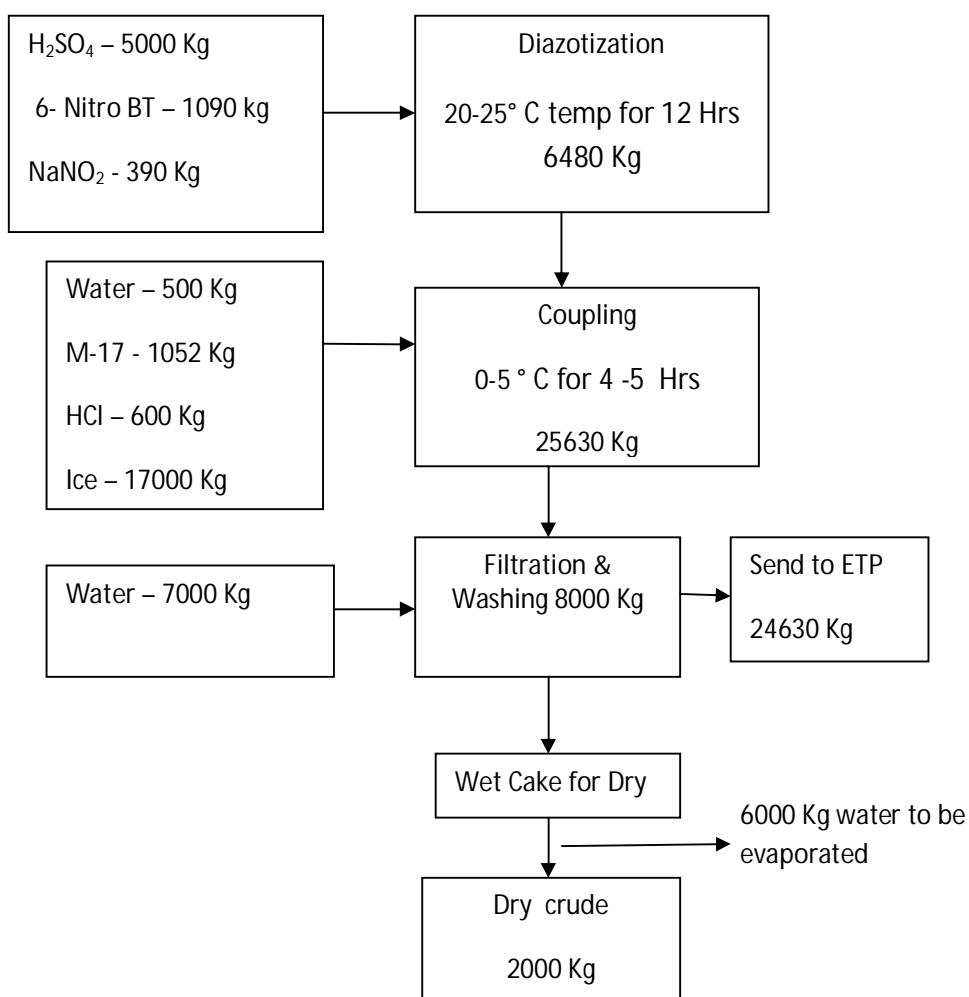 H₂SO₄ – 5000 Kg
6- Nitro BT – 1090 kg
NaNO₂ - 390 Kg
Diazotization
20-25° C temp for 12 Hrs
6480 Kg
Water – 500 Kg
M-17 - 1052 Kg
HCl – 600 Kg
Ice – 17000 Kg
Coupling
0-5 ° C for 4 -5 Hrs
25630 Kg
Water – 7000 Kg
Filtration &
Washing 8000 Kg
Send to ETP
24630 Kg
Wet Cake for Dry
6000 Kg water to be
evaporated
Dry crude
2000 Kg